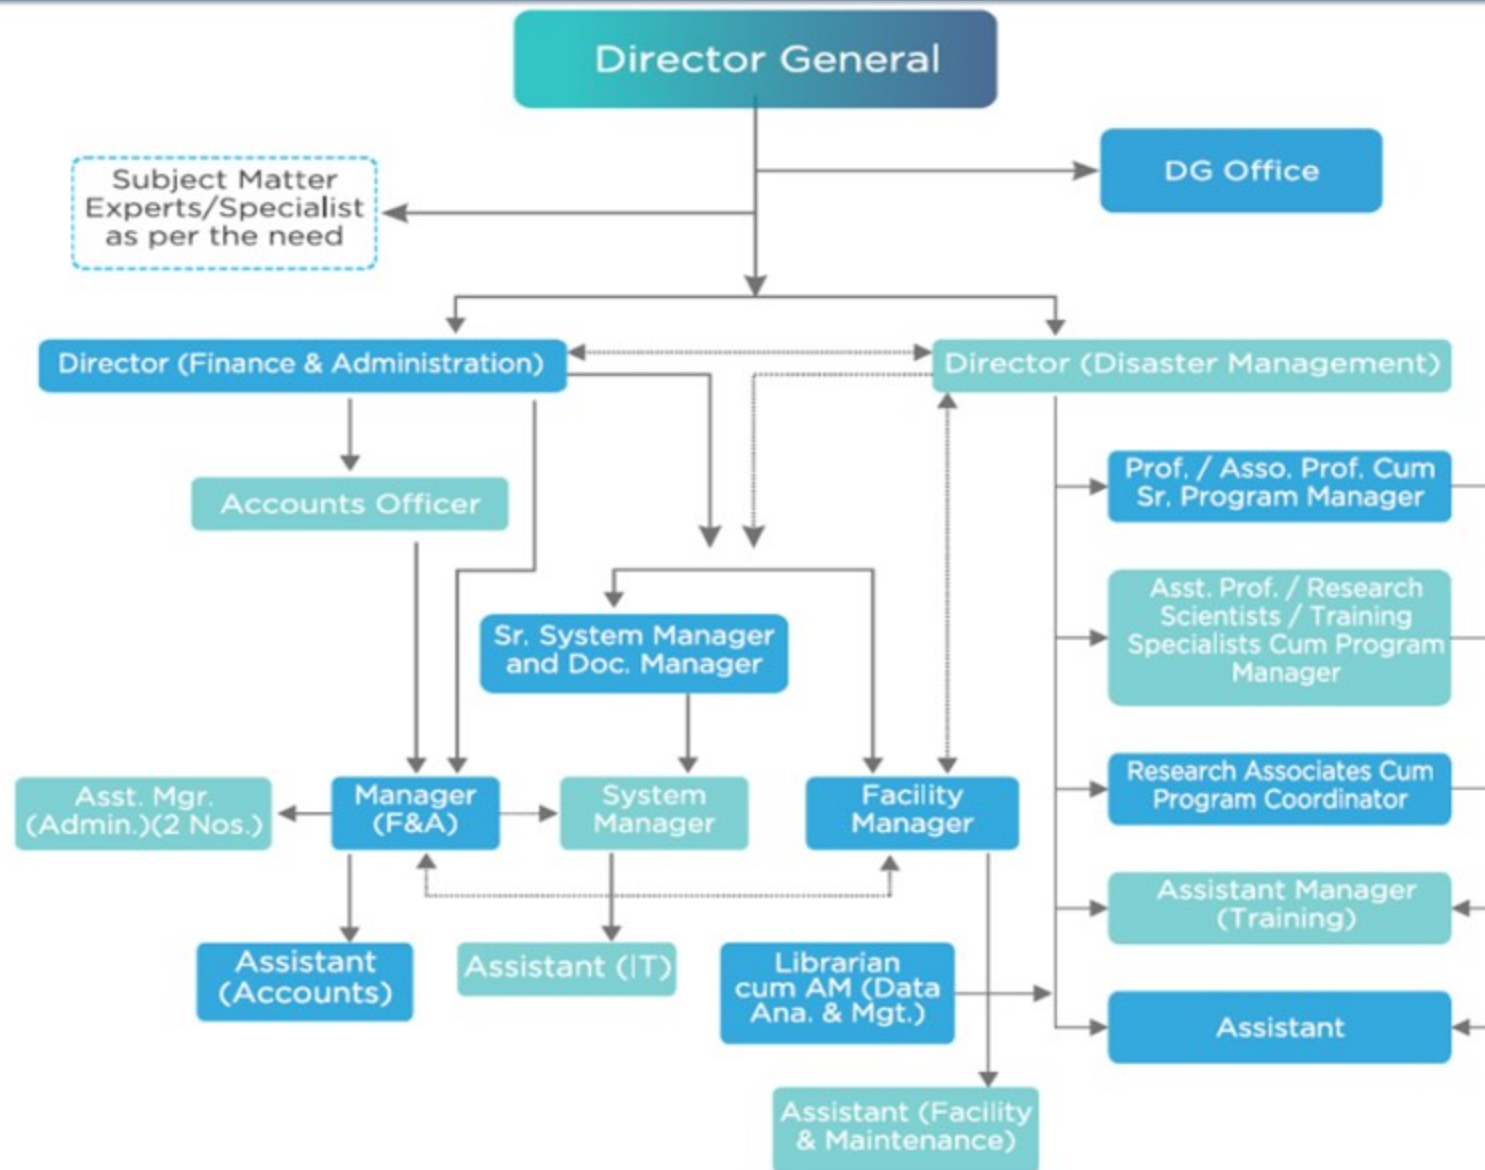 Director General
DG Office
Subject Matter
Experts/Specialist
as per the need
Director (Finance & Administration)
Director (Disaster Management)
Accounts Officer
Prof. / Asso. Prof. Cum
Sr. Program Manager
Asst. Prof. / Research
Scientists / Training
Specialists Cum Program
Manager
Sr. System Manager
and Doc. Manager
Asst. Mgr.
(Admin.)(2 Nos.)
Manager
(F&A)
System
Manager
Facility
Manager
Research Associates Cum
Program Coordinator
Assistant Manager
(Training)
Assistant
(Accounts)
Assistant (IT)
Librarian
cum AM (Data
Ana. & Mgt.)
Assistant
Assistant (Facility
& Maintenance)